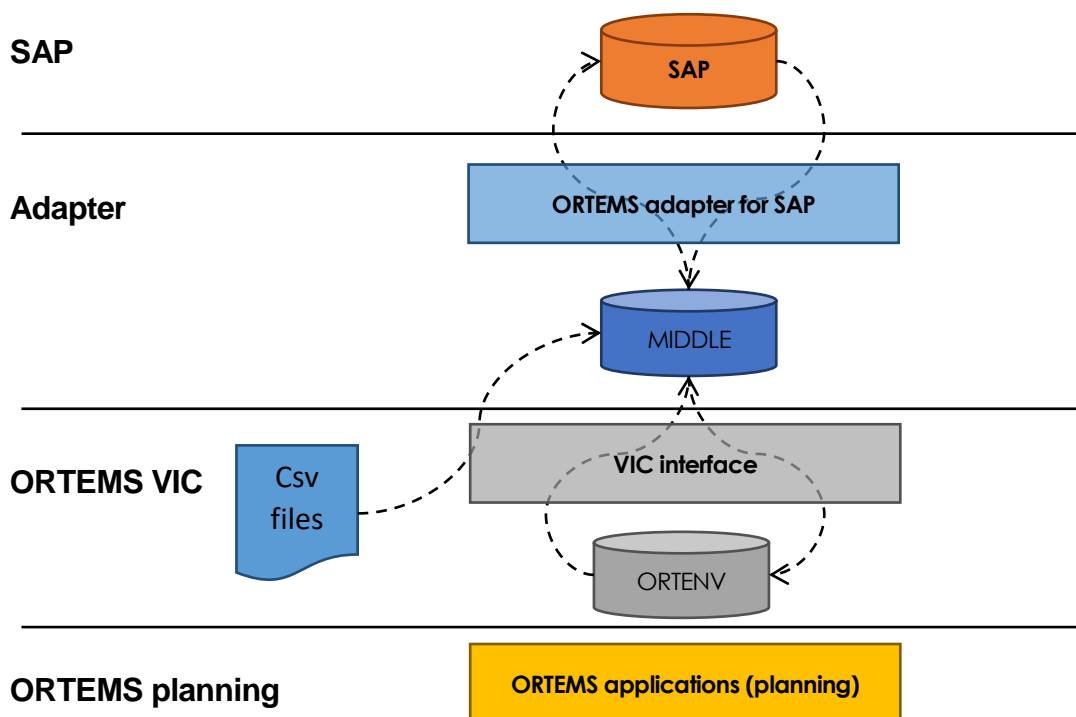 SAP
SAP
Adapter
ORTEMS adapter for SAP
MIDDLE
ORTEMS VIC
Csv
files
VIC interface
ORTENV
ORTEMS planning
ORTEMS applications (planning)